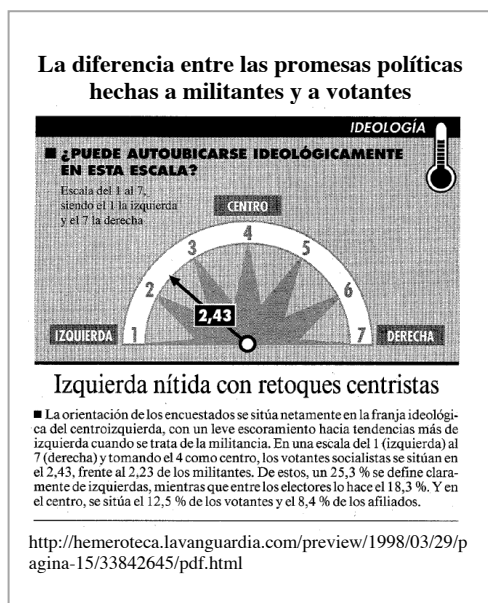 La diferencia entre las promesas políticas
hechas a militantes y a votantes
IDEOLOGÍA
■ ¿PUEDE AUTOUBICARSE IDEOLÓGICAMENTE
EN ESTA ESCALA?
Escala del 1 al 7,
siendo el 1 la izquierda
y el 7 la derecha
CENTRO
1
2
3
4
5
6
7
2,43
IZQUIERDA
DERECHA
Izquierda nítida con retoques centristas
■ La orientación de los encuestados se sitúa netamente en la franja ideológi-
ca del centroizquierda, con un leve escoramiento hacia tendencias más de
izquierda cuando se trata de la militancia. En una escala del 1 (izquierda) al
7 (derecha) y tomando el 4 como centro, los votantes socialistas se sitúan en
el 2,43, frente al 2,23 de los militantes. De estos, un 25,3 % se define clara-
mente de izquierdas, mientras que entre los electores lo hace el 18,3 %. Y en
el centro, se sitúa el 12,5 % de los votantes y el 8,4 % de los afiliados.
http://hemeroteca.lavanguardia.com/preview/1998/03/29/p
agina-15/33842645/pdf.html